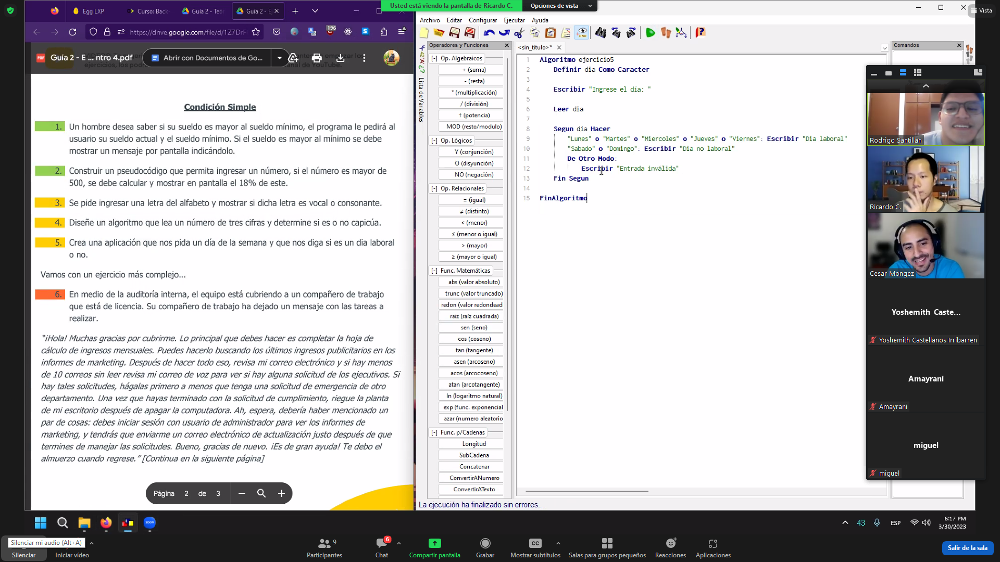 Egg LXP
Curso: Back
Guía 2 - Teór
Guía 2 - Ej
Usted está viendo la pantalla de Ricardo C.
Opciones de vista
Vista
https://drive.google.com/file/d/1Z7DrF
196
PDF
Guía 2 - E ... ntro 4.pdf
Abrir con Documentos de Go...
Condición Simple
1. Un hombre desea saber si su sueldo es mayor al sueldo mínimo, el programa le pedirá al
usuario su sueldo actual y el sueldo mínimo. Si el sueldo es mayor al mínimo se debe
mostrar un mensaje por pantalla indicándolo.
2. Construir un pseudocódigo que permita ingresar un número, si el número es mayor de
500, se debe calcular y mostrar en pantalla el 18% de este.
3. Se pide ingresar una letra del alfabeto y mostrar si dicha letra es vocal o consonante.
4. Diseñe un algoritmo que lea un número de tres cifras y determine si es o no capicúa.
5. Crea una aplicación que nos pida un día de la semana y que nos diga si es un dia laboral
o no.
Vamos con un ejercicio más complejo...
6. En medio de la auditoría interna, el equipo está cubriendo a un compañero de trabajo
que está de licencia. Su compañero de trabajo ha dejado un mensaje con las tareas a
realizar.
"¡Hola! Muchas gracias por cubrirme. Lo principal que debes hacer es completar la hoja de
cálculo de ingresos mensuales. Puedes hacerlo buscando los últimos ingresos publicitarios en los
informes de marketing. Después de hacer todo eso, revisa mi correo electrónico y si hay menos
de 10 correos sin leer revisa mi correo de voz para ver si hay alguna solicitud de los ejecutivos. Si
hay tales solicitudes, hágalas primero a menos que tenga una solicitud de emergencia de otro
departamento. Una vez que hayas terminado con la solicitud de cumplimiento, riegue la planta
de mi escritorio después de apagar la computadora. Ah, espera, debería haber mencionado un
par de cosas: debes iniciar sesión con usuario de administrador para ver los informes de
marketing, y tendrás que enviarme un correo electrónico de actualización justo después de que
termines de manejar las solicitudes. Bueno, gracias de nuevo. ¡Es de gran ayuda! Te debo el
almuerzo cuando regrese." [Continua en la siguiente página]
Página 2 de 3
Archivo Editar Configurar Ejecutar Ayuda
Lista de Variables
Operadores y Funciones
[-] Op. Algebraicos
+ (suma)
- (resta)
* (multiplicación)
/ (división)
↑ (potencia)
MOD (resto/modulo)
[-] Op. Lógicos
Y (conjunción)
O (disyunción)
NO (negación)
[-] Op. Relacionales
= (igual)
≠ (distinto)
< (menor)
≤ (menor o igual)
> (mayor)
≥ (mayor o igual)
[-] Func. Matemáticas
abs (valor absoluto)
trunc (valor truncado)
redon (valor redondead
raiz (raíz cuadrada)
sen (seno)
cos (coseno)
tan (tangente)
asen (arcoseno)
acos (arcocoseno)
atan (arcotangente)
ln (logaritmo natural)
exp (func. exponencial
azar (numero aleatorio
[-] Func. p/Cadenas
Longitud
SubCadena
Concatenar
ConvertirANumero
ConvertirATexto
<sin_titulo>*
1 Algoritmo ejercicio5
2 Definir dia Como Caracter
3
4 Escribir "Ingrese el día: "
5
6 Leer dia
7
8 Segun dia Hacer
9 "Lunes" o "Martes" o "Miercoles" o "Jueves" o "Viernes": Escribir "Dia laboral"
10 "Sabado" o "Domingo": Escribir "Dia no laboral"
11 De Otro Modo:
12 Escribir "Entrada inválida"
13 Fin Segun
14
15 FinAlgoritmo
La ejecución ha finalizado sin errores.
Comandos
Rodrigo Santillan
Ricardo C.
Cesar Mongez
Yoshemith Caste...
Yoshemith Castellanos Irribarren
Amayrani
Amayrani
miguel
miguel
zoom
43
ESP
6:17 PM
3/30/2023
Silenciar mi audio (Alt+A)
Silenciar
Iniciar vídeo
9
Participantes
6
Chat
Compartir pantalla
Grabar
CC
Mostrar subtítulos
Salas para grupos pequeños
Reacciones
Aplicaciones
Salir de la sala